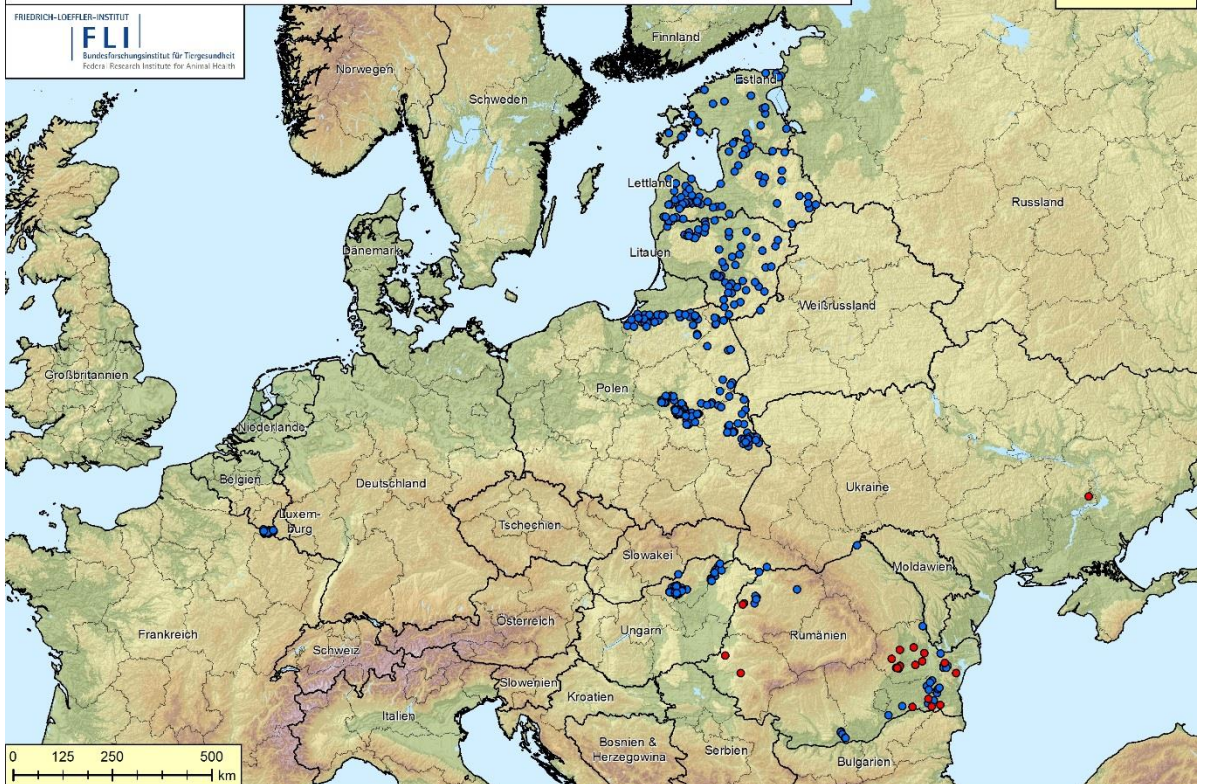 FRIEDRICH-LOEFFLER-INSTITUT
FLI
Bundesforschungsinstitut für Tiergesundheit
Federal Research Institute for Animal Health
Finnland
Norwegen
Estland
Schweden
Lettland
Russland
Dänemark
Litauen
Weißrussland
Großbritannien
Polen
Niederlande
Belgien
Deutschland
Ukraine
Luxem-
burg
Tschechien
Slowakei
Moldawien
Österreich
Frankreich
Ungarn
Rumänien
Schweiz
Slowenien
Kroatien
Italien
Bosnien &
Herzegowina
Serbien
Bulgarien
0 125 250 500
km